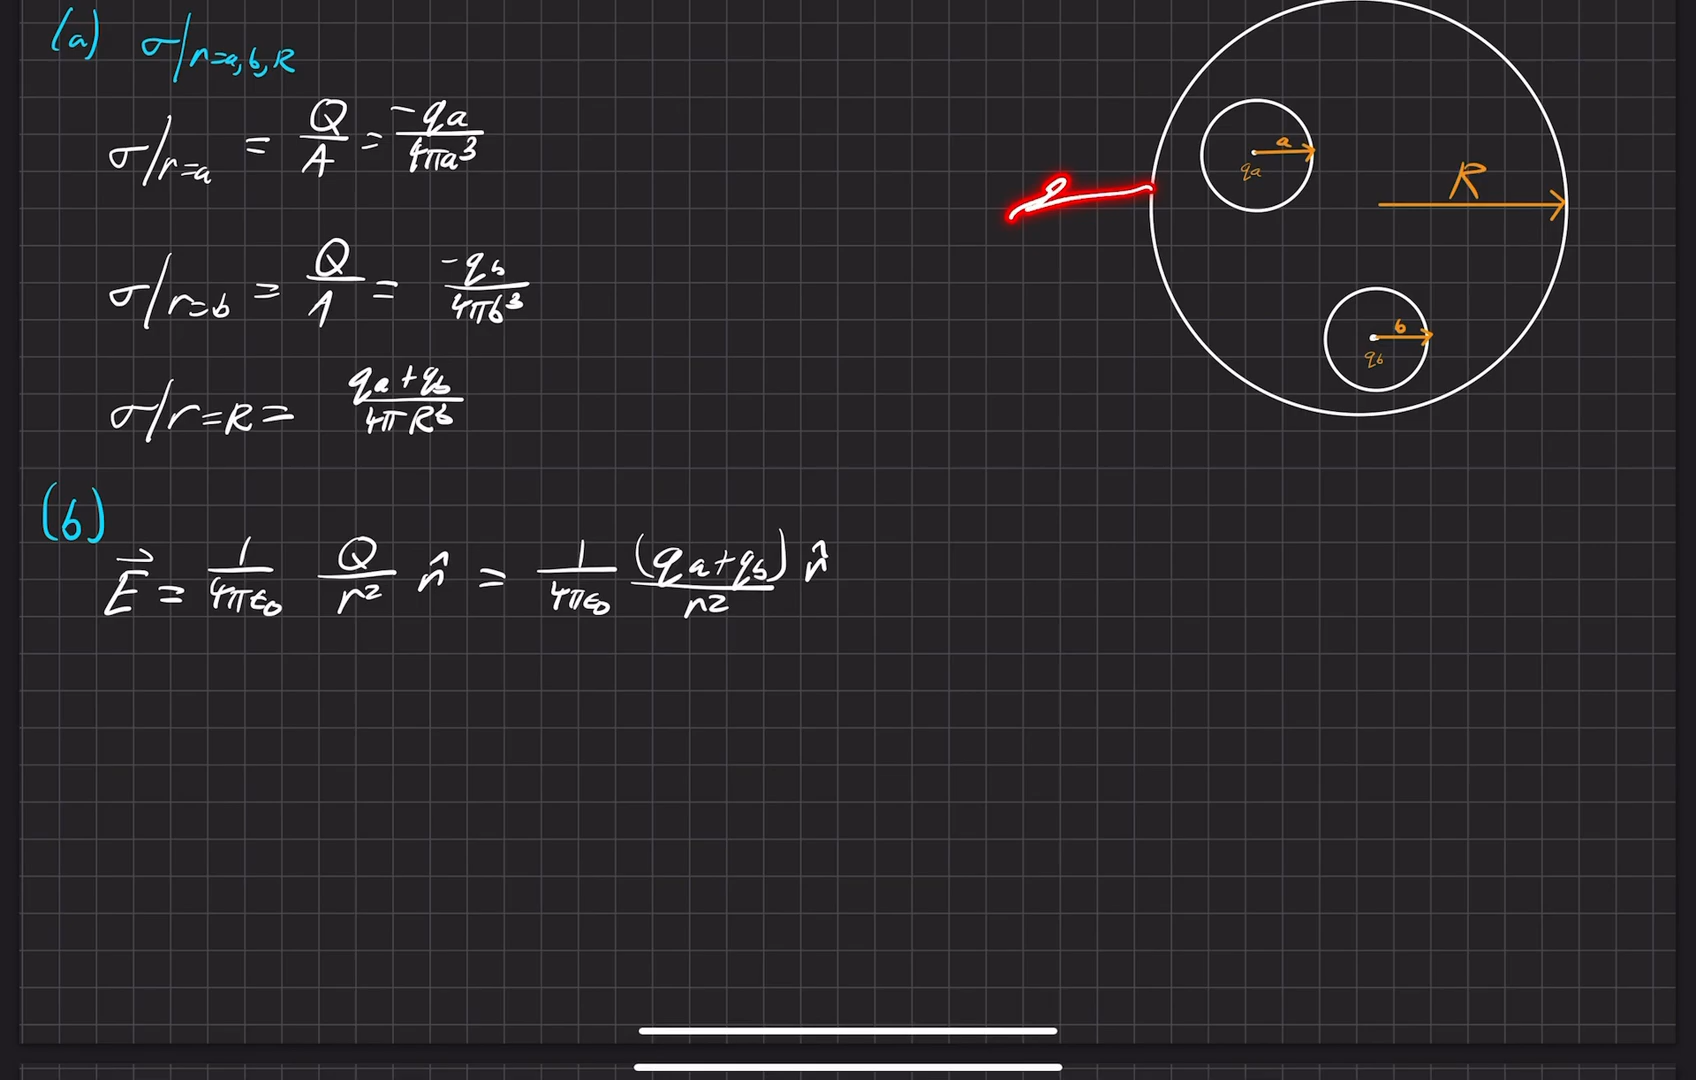 (a) σ|r=a,b,R
σ|r=a = Q/A = -qa/4πa³
σ|r=b = Q/A = -qb/4πb³
σ|r=R = qa+qb/4πR³
(b)
E⃗ = 1/4πϵ₀ Q/r² r̂ = 1/4πϵ₀ (qa+qb)/r² r̂
a
qa
R
b
qb